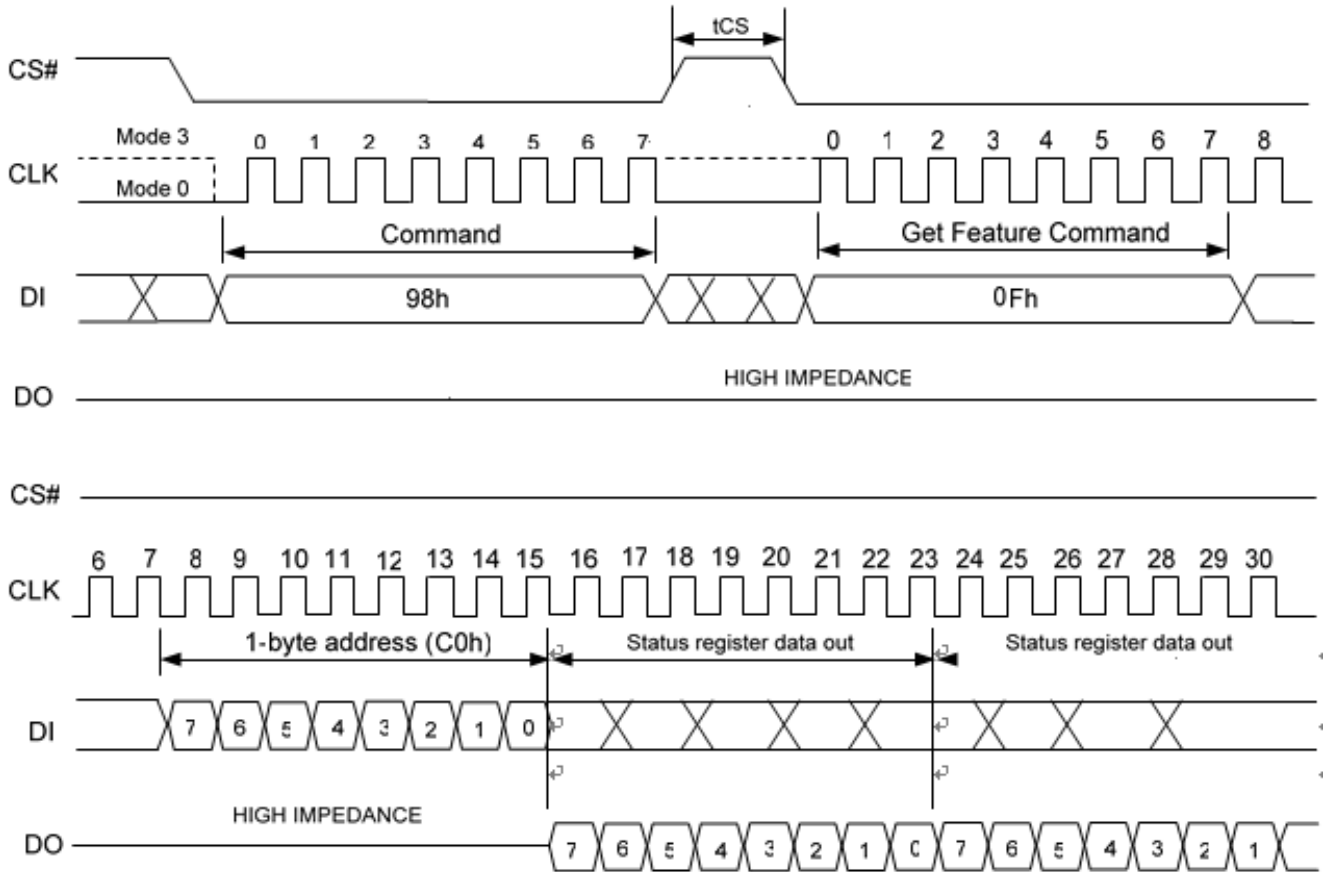 tCS
CS#
Mode 3
0 1 2 3 4 5 6 7 0 1 2 3 4 5 6 7 8
CLK
Mode 0
Command Get Feature Command
DI 98h 0Fh
HIGH IMPEDANCE
DO
CS#
6 7 8 9 10 11 12 13 14 15 16 17 18 19 20 21 22 23 24 25 26 27 28 29 30
CLK
1-byte address (C0h) Status register data out Status register data out
DI 7 6 5 4 3 2 1 0
HIGH IMPEDANCE
DO 7 6 5 4 3 2 1 0 7 6 5 4 3 2 1